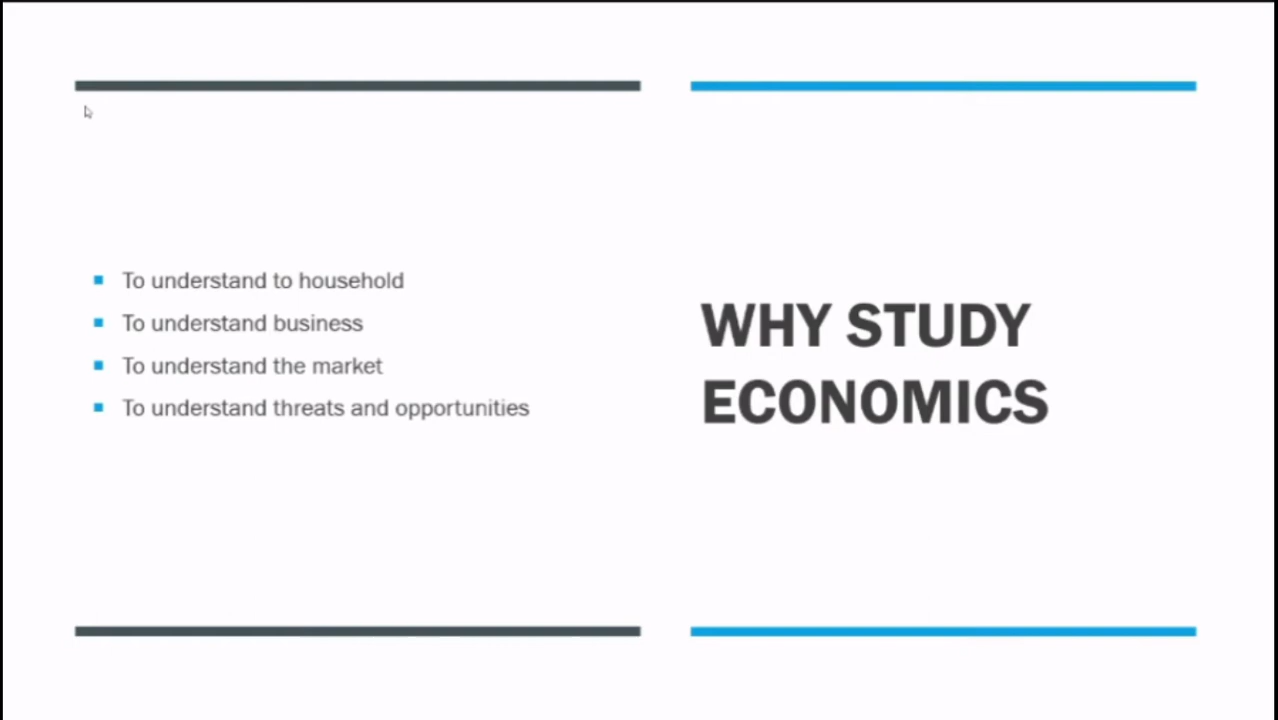 To understand to household
To understand business
To understand the market
To understand threats and opportunities
WHY STUDY
ECONOMICS